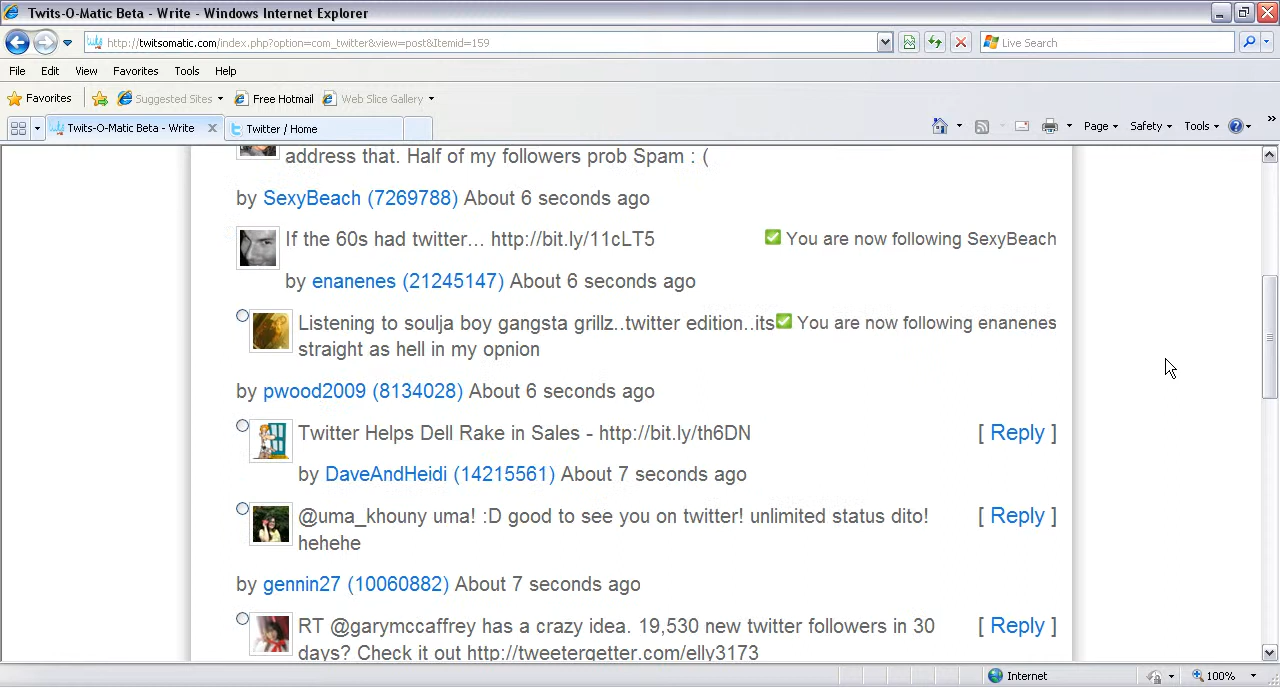 Twits-O-Matic Beta - Write - Windows Internet Explorer
http://twitsomatic.com/index.php?option=com_twitter&view=post&Itemid=159
Live Search
File Edit View Favorites Tools Help
Favorites Suggested Sites Free Hotmail Web Slice Gallery
Twits-O-Matic Beta - Write Twitter / Home Page Safety Tools
address that. Half of my followers prob Spam : (
by SexyBeach (7269788) About 6 seconds ago
If the 60s had twitter... http://bit.ly/11cLT5 You are now following SexyBeach
by enanenes (21245147) About 6 seconds ago
Listening to soulja boy gangsta grillz..twitter edition..its You are now following enanenes
straight as hell in my opnion
by pwood2009 (8134028) About 6 seconds ago
Twitter Helps Dell Rake in Sales - http://bit.ly/th6DN [ Reply ]
by DaveAndHeidi (14215561) About 7 seconds ago
@uma_khouny uma! :D good to see you on twitter! unlimited status dito! [ Reply ]
hehehe
by gennin27 (10060882) About 7 seconds ago
RT @garymccaffrey has a crazy idea. 19,530 new twitter followers in 30 [ Reply ]
days? Check it out http://tweetergetter.com/elly3173
Internet 100%